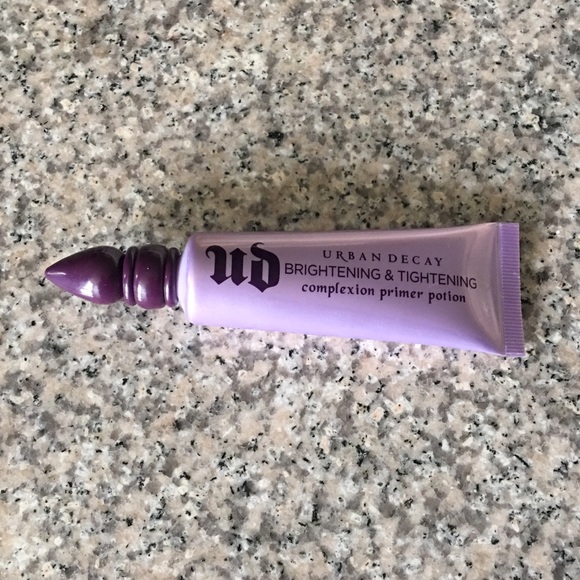 ud
URBAN DECAY
BRIGHTENING & TIGHTENING
complexion primer potion